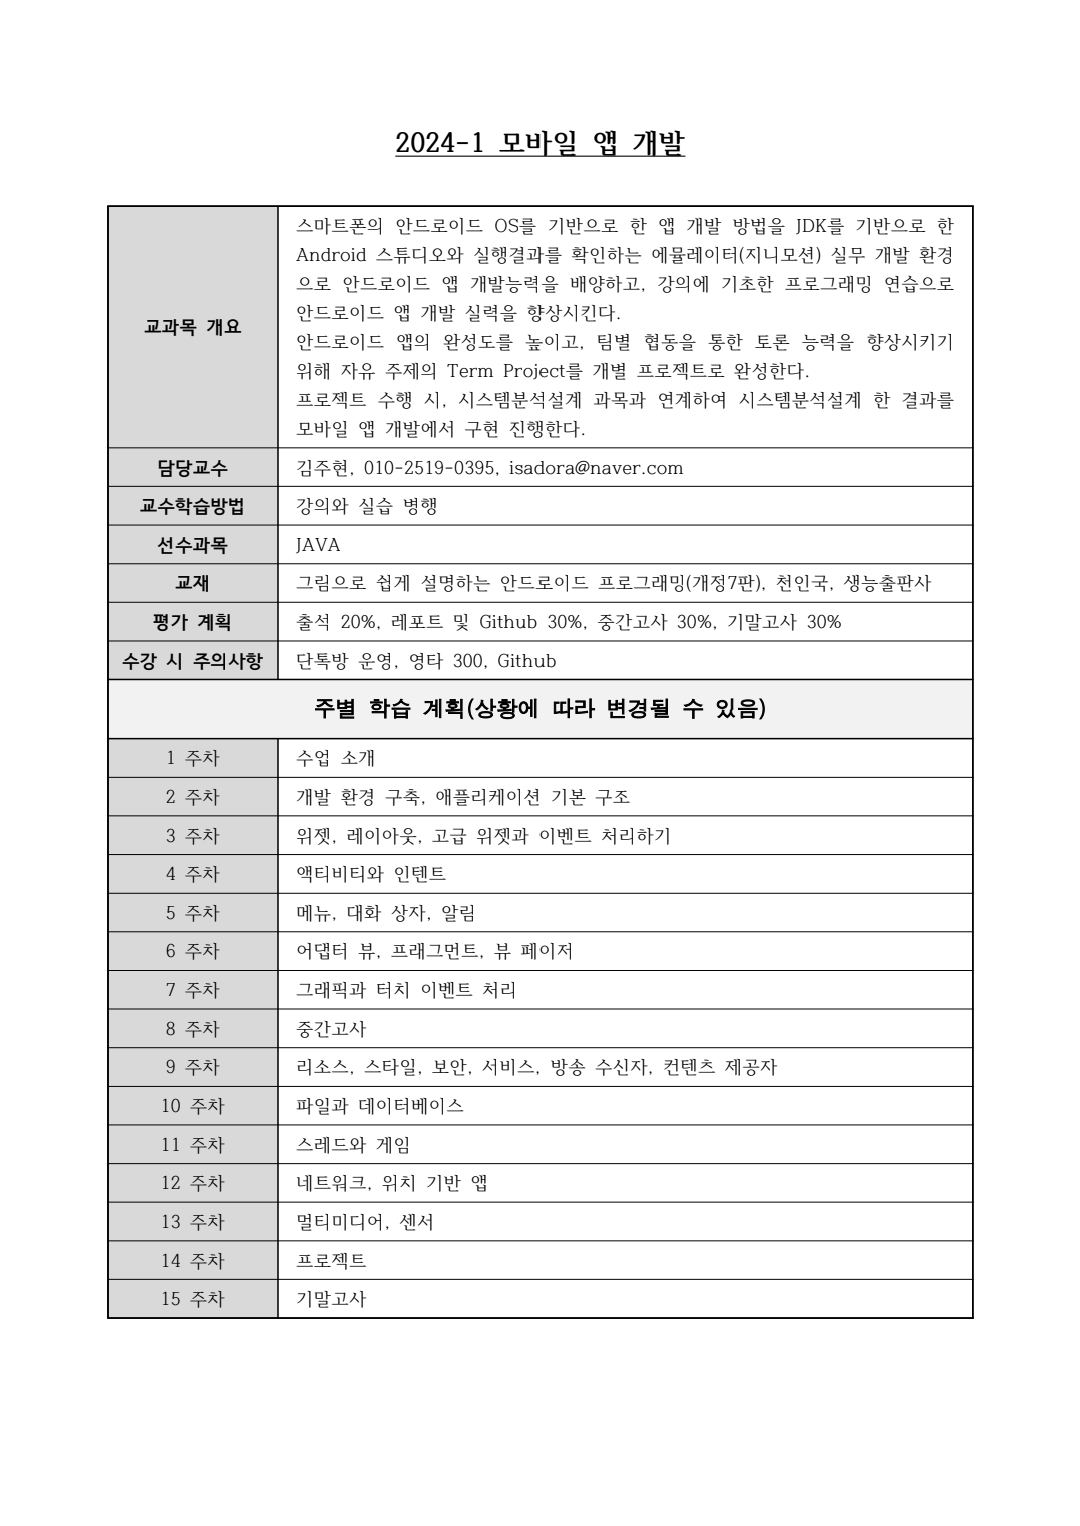 2024-1 모바일 앱 개발
교과목 개요
스마트폰의 안드로이드 OS를 기반으로 한 앱 개발 방법을 JDK를 기반으로 한
Android 스튜디오와 실행결과를 확인하는 에뮬레이터(지니모션) 실무 개발 환경
으로 안드로이드 앱 개발능력을 배양하고, 강의에 기초한 프로그래밍 연습으로
안드로이드 앱 개발 실력을 향상시킨다.
안드로이드 앱의 완성도를 높이고, 팀별 협동을 통한 토론 능력을 향상시키기
위해 자유 주제의 Term Project를 개별 프로젝트로 완성한다.
프로젝트 수행 시, 시스템분석설계 과목과 연계하여 시스템분석설계 한 결과를
모바일 앱 개발에서 구현 진행한다.
담당교수 김주현, 010-2519-0395, isadora@naver.com
교수학습방법 강의와 실습 병행
선수과목 JAVA
교재 그림으로 쉽게 설명하는 안드로이드 프로그래밍(개정7판), 천인국, 생능출판사
평가 계획 출석 20%, 레포트 및 Github 30%, 중간고사 30%, 기말고사 30%
수강 시 주의사항 단톡방 운영, 영타 300, Github
주별 학습 계획(상황에 따라 변경될 수 있음)
1 주차 수업 소개
2 주차 개발 환경 구축, 애플리케이션 기본 구조
3 주차 위젯, 레이아웃, 고급 위젯과 이벤트 처리하기
4 주차 액티비티와 인텐트
5 주차 메뉴, 대화 상자, 알림
6 주차 어댑터 뷰, 프래그먼트, 뷰 페이저
7 주차 그래픽과 터치 이벤트 처리
8 주차 중간고사
9 주차 리소스, 스타일, 보안, 서비스, 방송 수신자, 컨텐츠 제공자
10 주차 파일과 데이터베이스
11 주차 스레드와 게임
12 주차 네트워크, 위치 기반 앱
13 주차 멀티미디어, 센서
14 주차 프로젝트
15 주차 기말고사